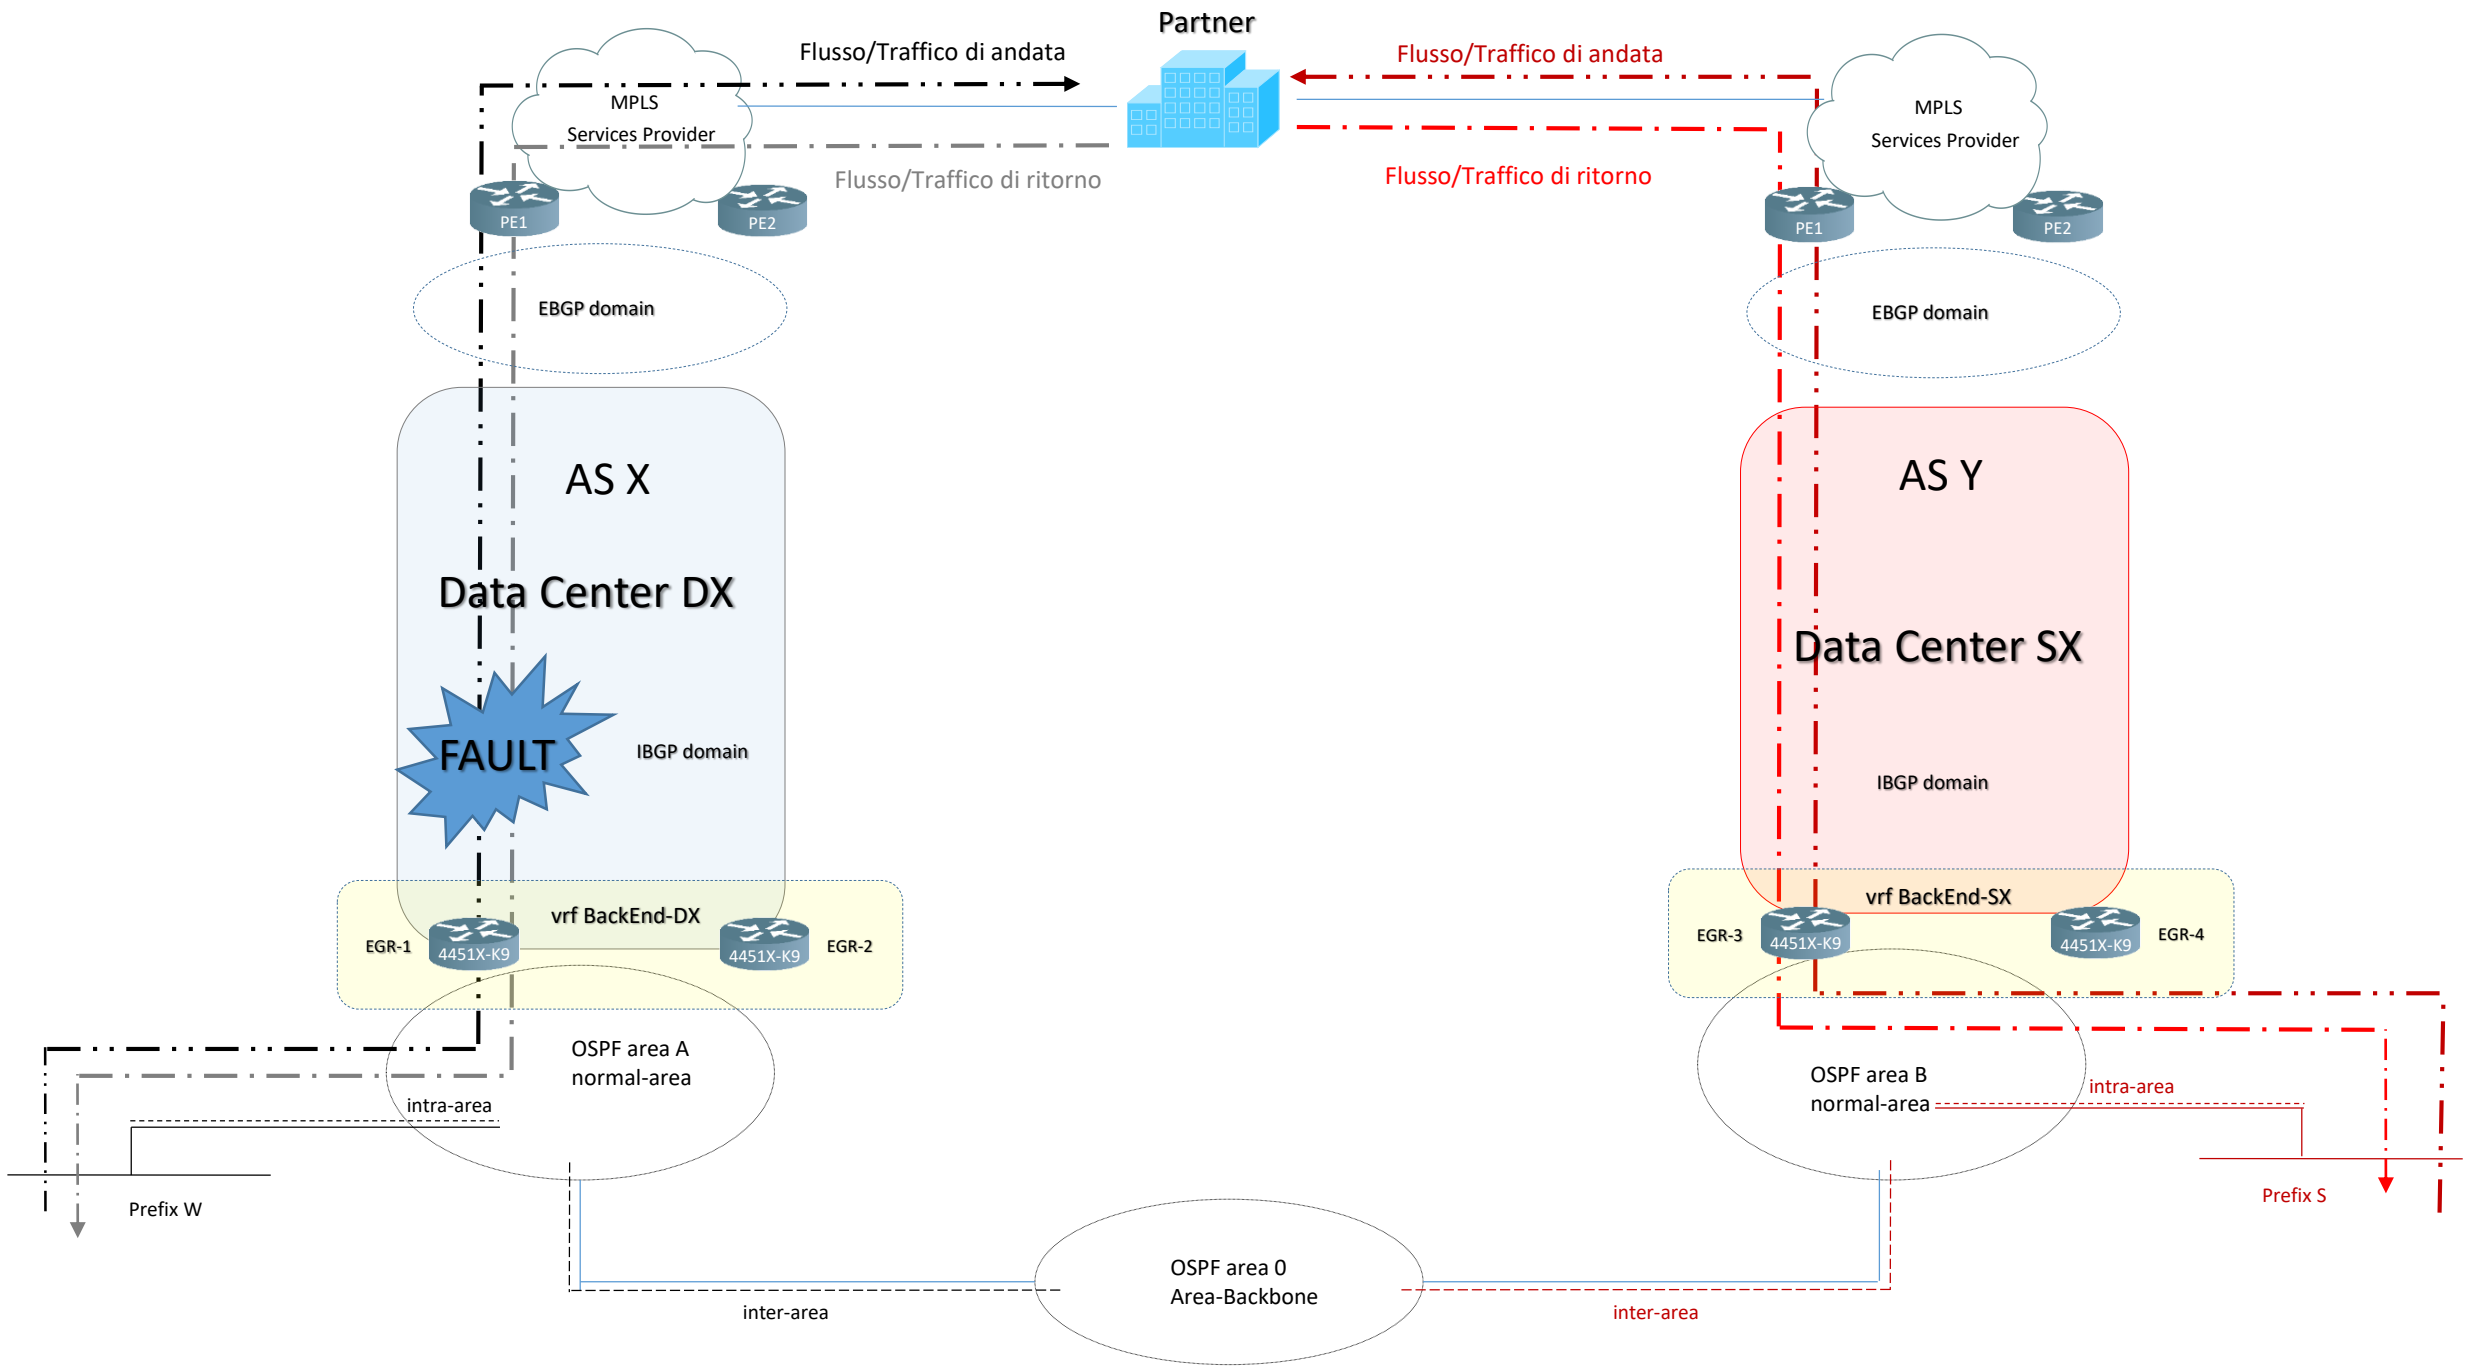 Partner
Flusso/Traffico di andata
Flusso/Traffico di andata
MPLS
Services Provider
MPLS
Services Provider
Flusso/Traffico di ritorno
Flusso/Traffico di ritorno
PE1
PE2
PE1
PE2
EBGP domain
EBGP domain
AS X
AS Y
Data Center DX
Data Center SX
FAULT
IBGP domain
IBGP domain
vrf BackEnd-DX
vrf BackEnd-SX
EGR-1
4451X-K9
4451X-K9
EGR-2
EGR-3
4451X-K9
4451X-K9
EGR-4
OSPF area A
normal-area
OSPF area B
normal-area
intra-area
intra-area
Prefix W
Prefix S
OSPF area 0
Area-Backbone
inter-area
inter-area